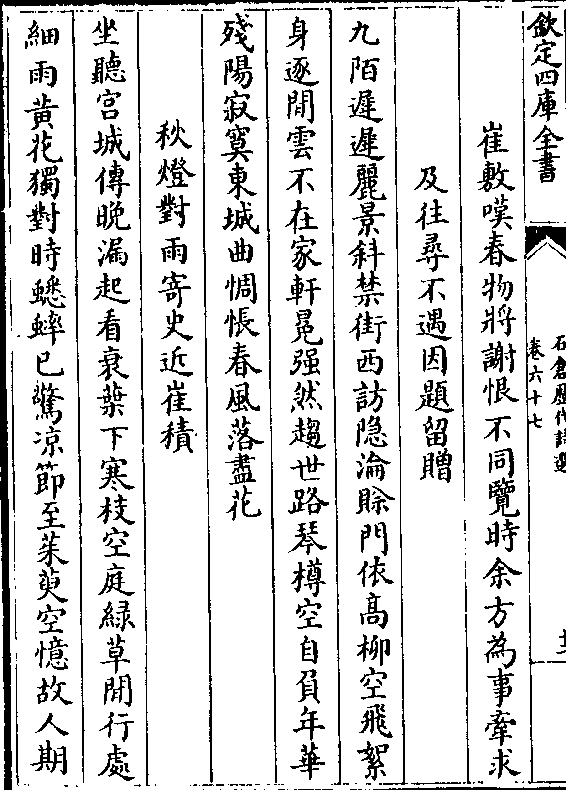 欽定四庫全書
石倉歷代詩選
卷六十七
崔敷嘆春物將謝恨不同覽時余方為事牽求
及往尋不遇因題留贈
九陌遲遲麗景斜禁街西訪隐淪賒門依高柳空飛絮
身逐閒雲不在家軒冕强然趨世路琴樽空自負年華
殘陽寂寞東城曲惆悵春風落盡花
秋燈對雨寄史近崔積
坐聽宫城傳晚漏起看衰葉下寒枝空庭緑草閒行處
細雨黄花獨對時蟋蟀已驚凉節至茱萸空憶故人期